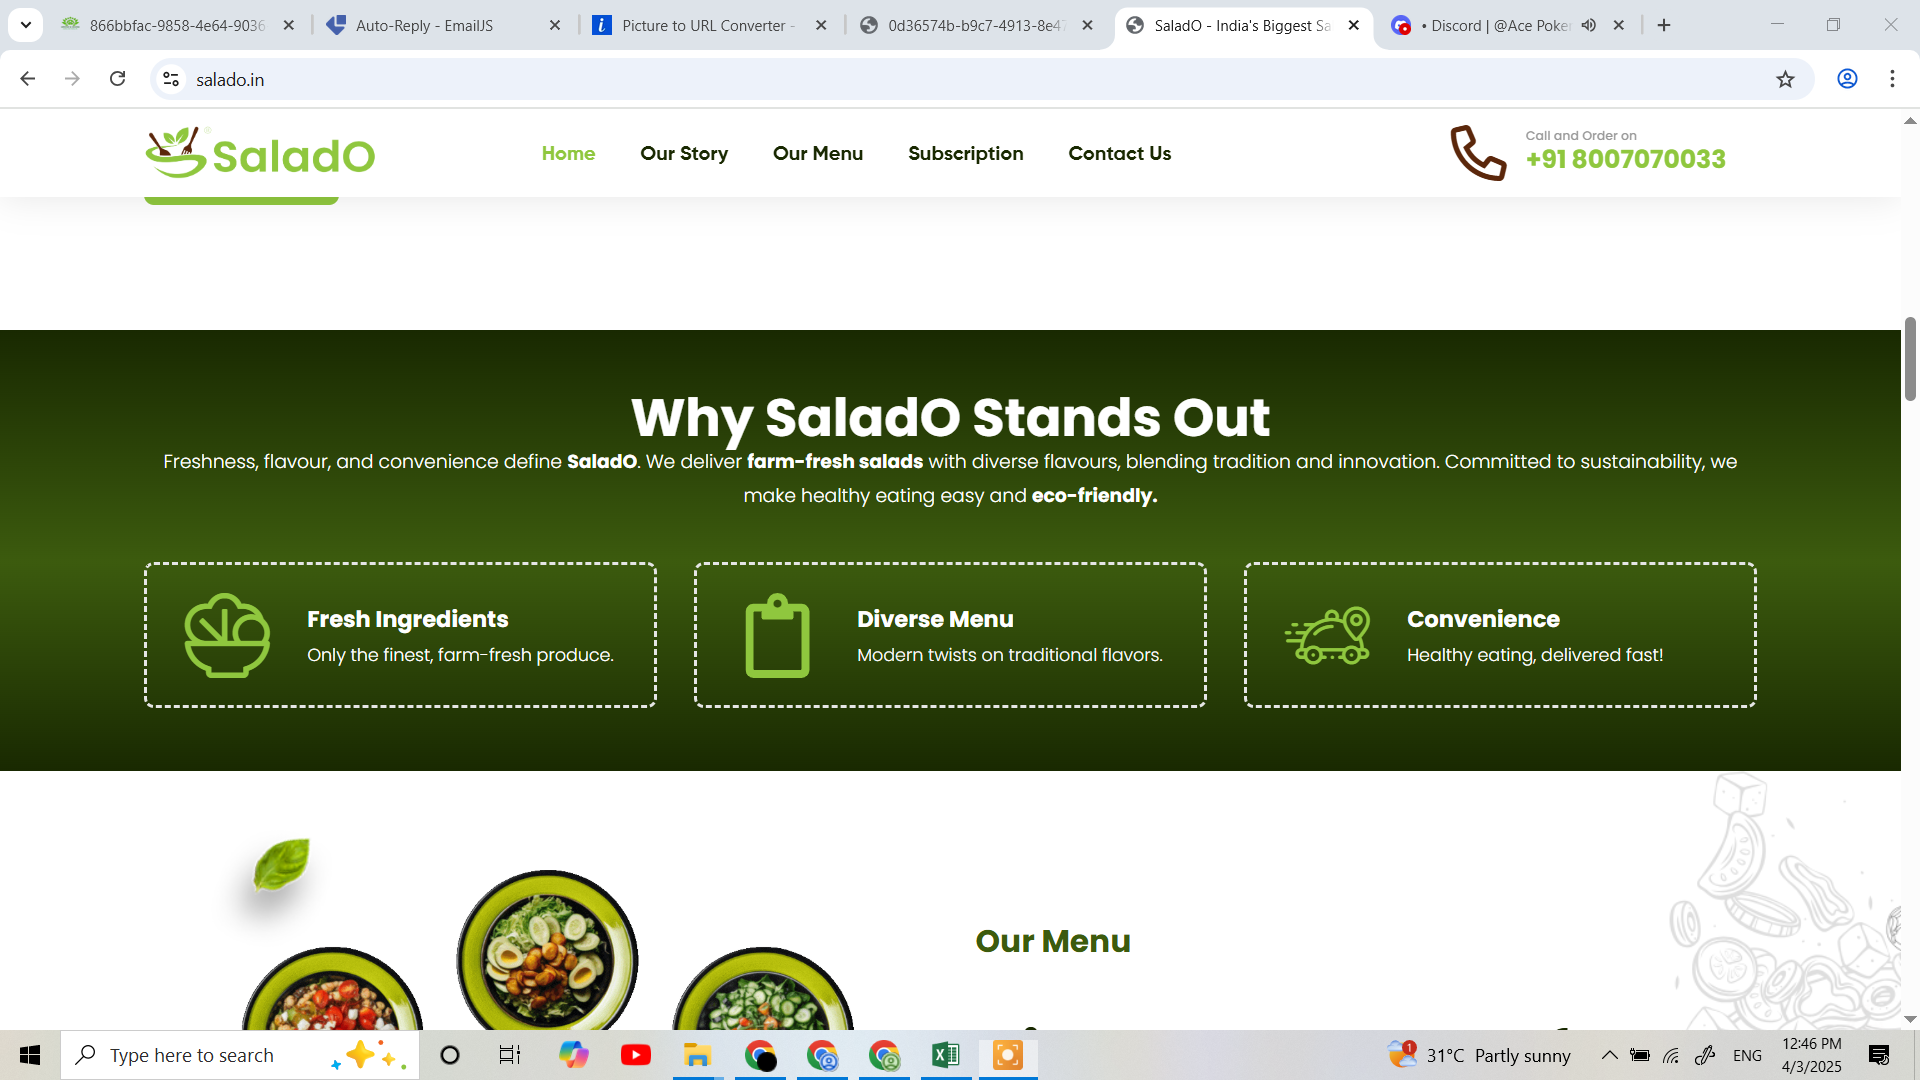 866bbfac-9858-4e64-9036
Auto-Reply - EmailJS
Picture to URL Converter -
0d36574b-b9c7-4913-8e47
SaladO - India's Biggest Sa
• Discord | @Ace Poker
salado.in
SaladO
Home
Our Story
Our Menu
Subscription
Contact Us
Call and Order on
+91 8007070033
Why SaladO Stands Out
Freshness, flavour, and convenience define SaladO. We deliver farm-fresh salads with diverse flavours, blending tradition and innovation. Committed to sustainability, we
make healthy eating easy and eco-friendly.
Fresh Ingredients
Only the finest, farm-fresh produce.
Diverse Menu
Modern twists on traditional flavors.
Convenience
Healthy eating, delivered fast!
Our Menu
Type here to search
1
31°C Partly sunny
ENG
12:46 PM
4/3/2025